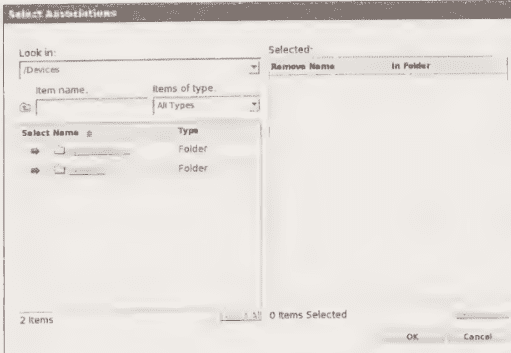 Select Associations
Look in:
/Devices
Item name.
Items of type.
All Types
Select Name
Type
Folder
Folder
2 Items
All
Selected:
Remove Name
In Folder
0 Items Selected
OK
Cancel